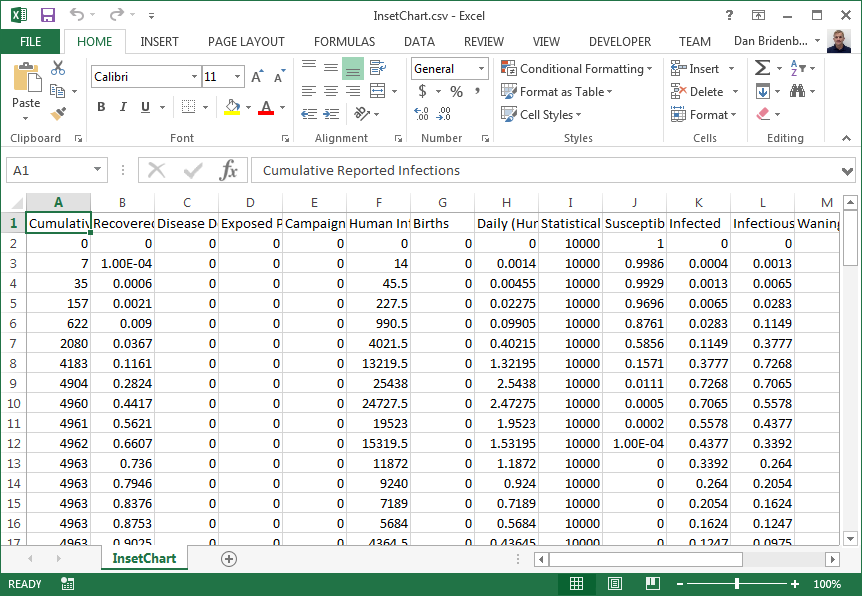 InsetChart.csv - Excel
?
FILE HOME INSERT PAGE LAYOUT FORMULAS DATA REVIEW VIEW DEVELOPER TEAM Dan Bridenb...
Calibri 11 General Conditional Formatting Insert
Paste B I U A $ % , Format as Table Delete
Cell Styles Format
Clipboard Font Alignment Number Styles Cells Editing
A1 fx Cumulative Reported Infections
A B C D E F G H I J K L M
1 Cumulativ Recovered Disease D Exposed P Campaign Human Inf Births Daily (Hum Statistical Susceptib Infected Infectious Waning
2 0 0 0 0 0 0 0 0 10000 1 0 0
3 7 1.00E-04 0 0 0 14 0 0.0014 10000 0.9986 0.0004 0.0013
4 35 0.0006 0 0 0 45.5 0 0.00455 10000 0.9929 0.0013 0.0065
5 157 0.0021 0 0 0 227.5 0 0.02275 10000 0.9696 0.0065 0.0283
6 622 0.009 0 0 0 990.5 0 0.09905 10000 0.8761 0.0283 0.1149
7 2080 0.0367 0 0 0 4021.5 0 0.40215 10000 0.5856 0.1149 0.3777
8 4183 0.1161 0 0 0 13219.5 0 1.32195 10000 0.1571 0.3777 0.7268
9 4904 0.2824 0 0 0 25438 0 2.5438 10000 0.0111 0.7268 0.7065
10 4960 0.4417 0 0 0 24727.5 0 2.47275 10000 0.0005 0.7065 0.5578
11 4961 0.5621 0 0 0 19523 0 1.9523 10000 0.0002 0.5578 0.4377
12 4962 0.6607 0 0 0 15319.5 0 1.53195 10000 1.00E-04 0.4377 0.3392
13 4963 0.736 0 0 0 11872 0 1.1872 10000 0 0.3392 0.264
14 4963 0.7946 0 0 0 9240 0 0.924 10000 0 0.264 0.2054
15 4963 0.8376 0 0 0 7189 0 0.7189 10000 0 0.2054 0.1624
16 4963 0.8753 0 0 0 5684 0 0.5684 10000 0 0.1624 0.1247
17 4963 0.9025 0 0 0 4364.5 0 0.43645 10000 0 0.1247 0.0975
InsetChart
READY 100%